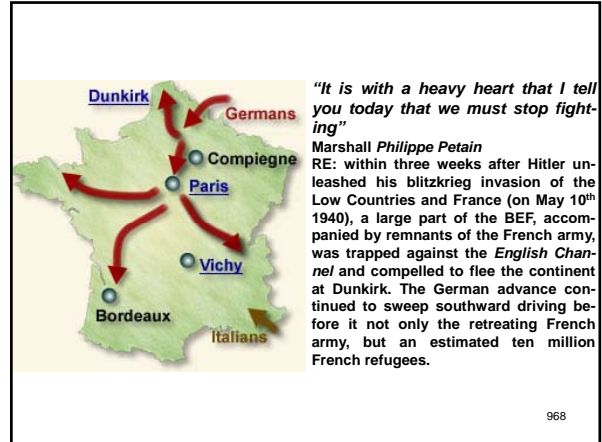 Dunkirk
Germans
Compiegne
Paris
Vichy
Bordeaux
Italians
“It is with a heavy heart that I tell
you today that we must stop fight-
ing”
Marshall Philippe Petain
RE: within three weeks after Hitler un-
leashed his blitzkrieg invasion of the
Low Countries and France (on May 10th
1940), a large part of the BEF, accom-
panied by remnants of the French army,
was trapped against the English Chan-
nel and compelled to flee the continent
at Dunkirk. The German advance con-
tinued to sweep southward driving be-
fore it not only the retreating French
army, but an estimated ten million
French refugees.
968